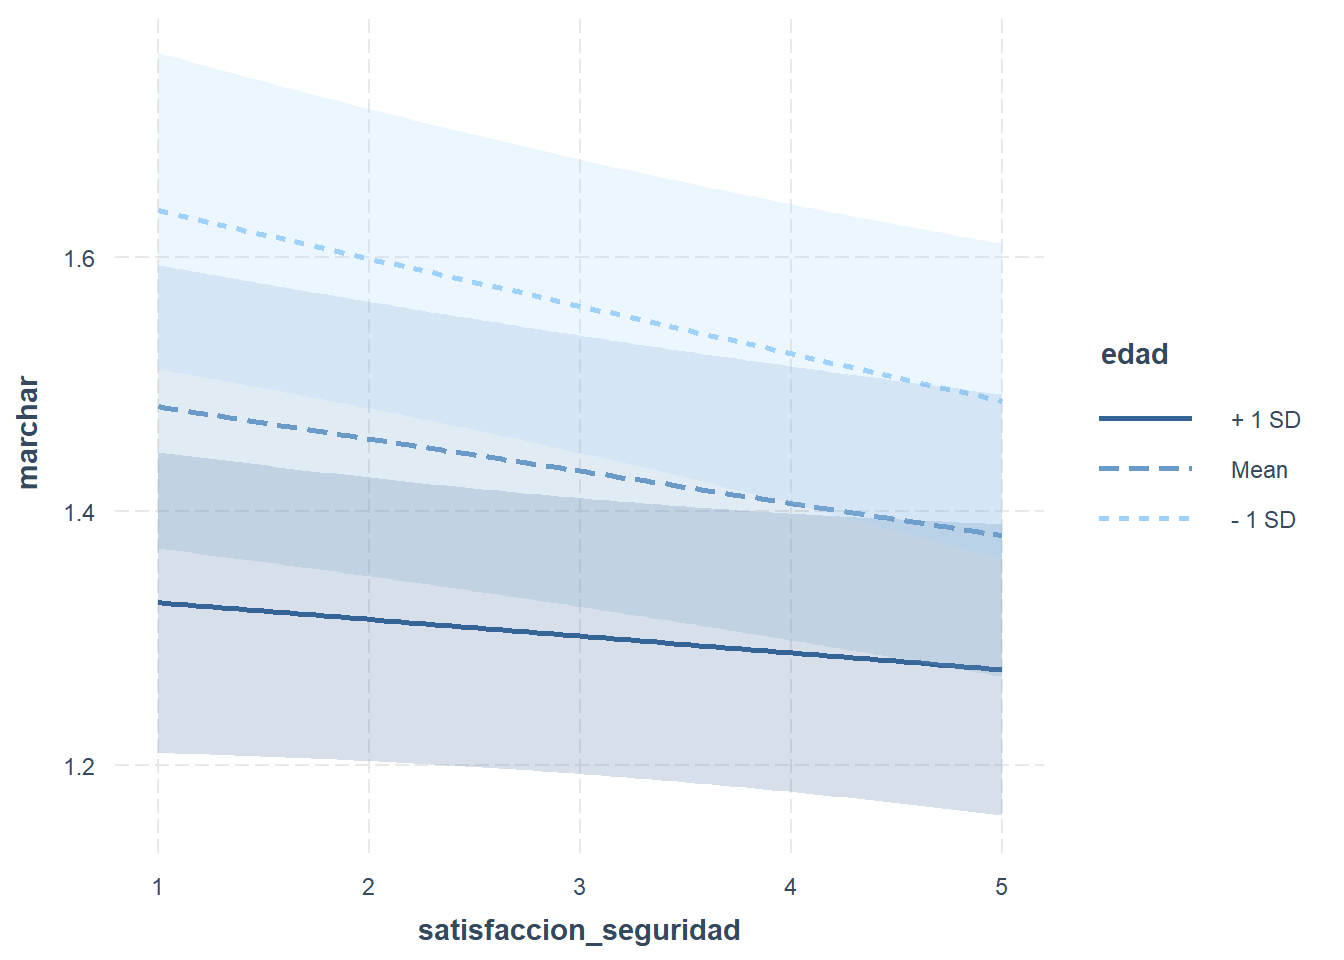 marchar
1.6
1.4
1.2
1 2 3 4 5
satisfaccion_seguridad
edad
+ 1 SD
Mean
- 1 SD